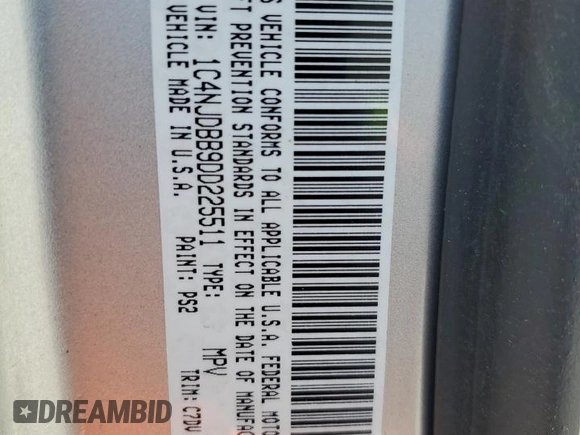 S VEHICLE CONFORMS TO ALL APPLICABLE U.S.A. FEDERAL MOTO
FT PREVENTION STANDARDS IN EFFECT ON THE DATE OF MANUFAC
VIN: 1C4NJDBB9DD225511 TYPE: MPV
VEHICLE MADE IN U.S.A. PAINT: PS2 TRIM: C7DV
DREAMBID